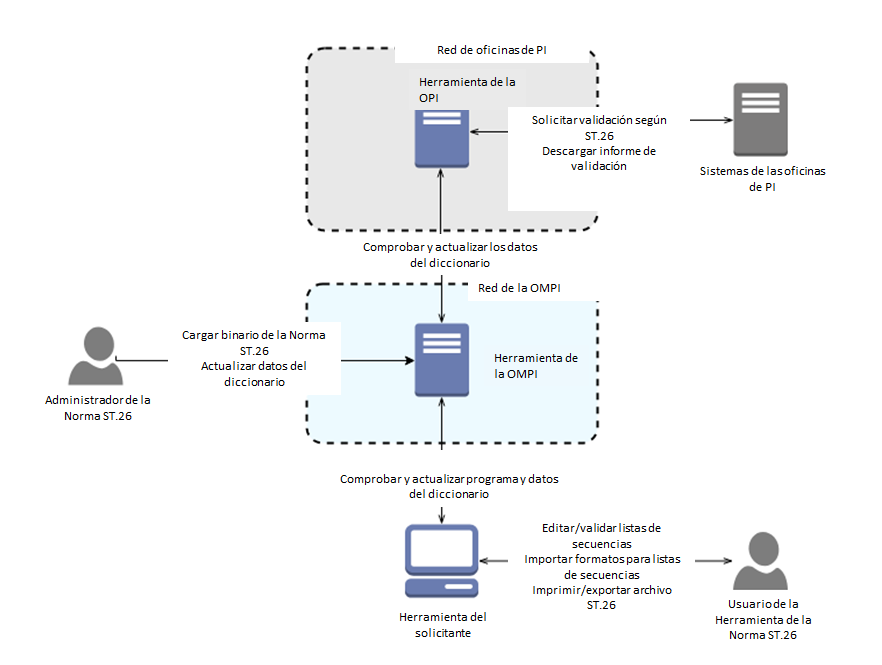 Red de oficinas de PI
Herramienta de la
OPI
Solicitar validación según
ST.26
Descargar informe de
validación
Sistemas de las oficinas
de PI
Comprobar y actualizar los datos
del diccionario
Red de la OMPI
Cargar binario de la Norma
ST.26
Actualizar datos del
diccionario
Herramienta de
la OMPI
Administrador de la
Norma ST.26
Comprobar y actualizar programa y datos
del diccionario
Editar/validar listas de
secuencias
Importar formatos para listas
de secuencias
Imprimir/exportar archivo
ST.26
Herramienta del
solicitante
Usuario de la
Herramienta de la
Norma ST.26